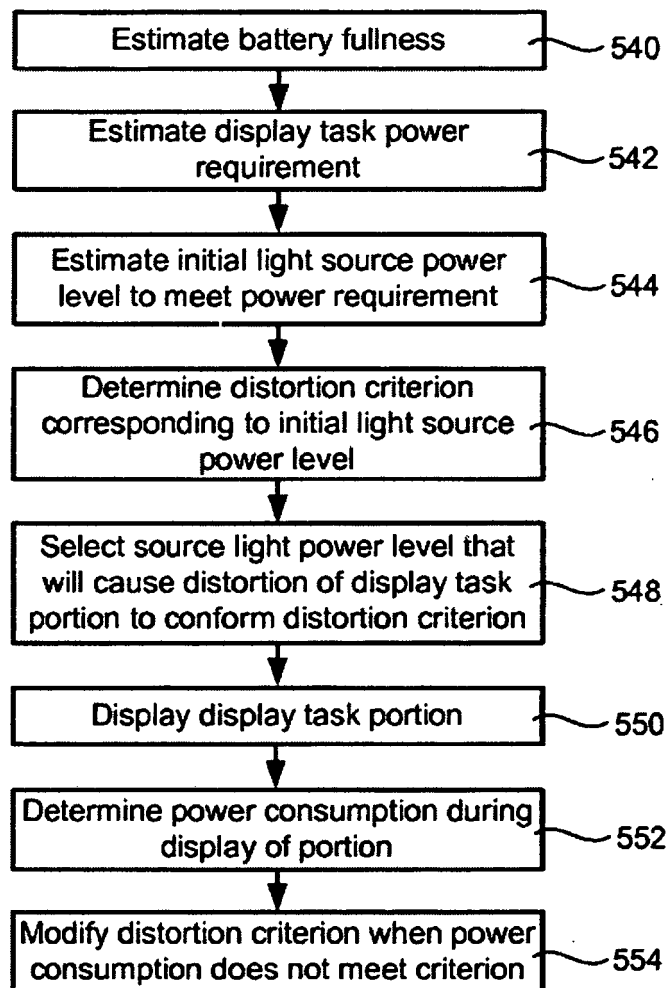 Estimate battery fullness
540
Estimate display task power
requirement
542
Estimate initial light source power
level to meet power requirement
544
Determine distortion criterion
corresponding to initial light source
power level
546
Select source light power level that
will cause distortion of display task
portion to conform distortion criterion
548
Display display task portion
550
Determine power consumption during
display of portion
552
Modify distortion criterion when power
consumption does not meet criterion
554